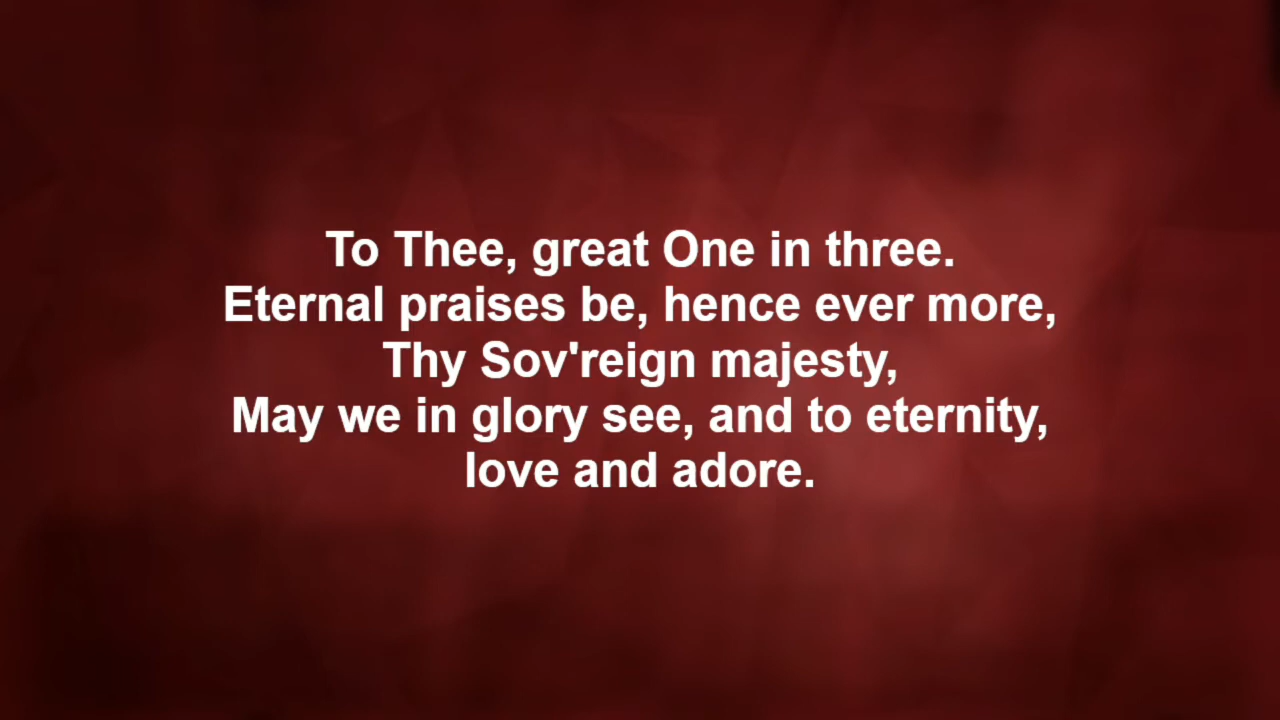 To Thee, great One in three.
Eternal praises be, hence ever more,
Thy Sov'reign majesty,
May we in glory see, and to eternity,
love and adore.